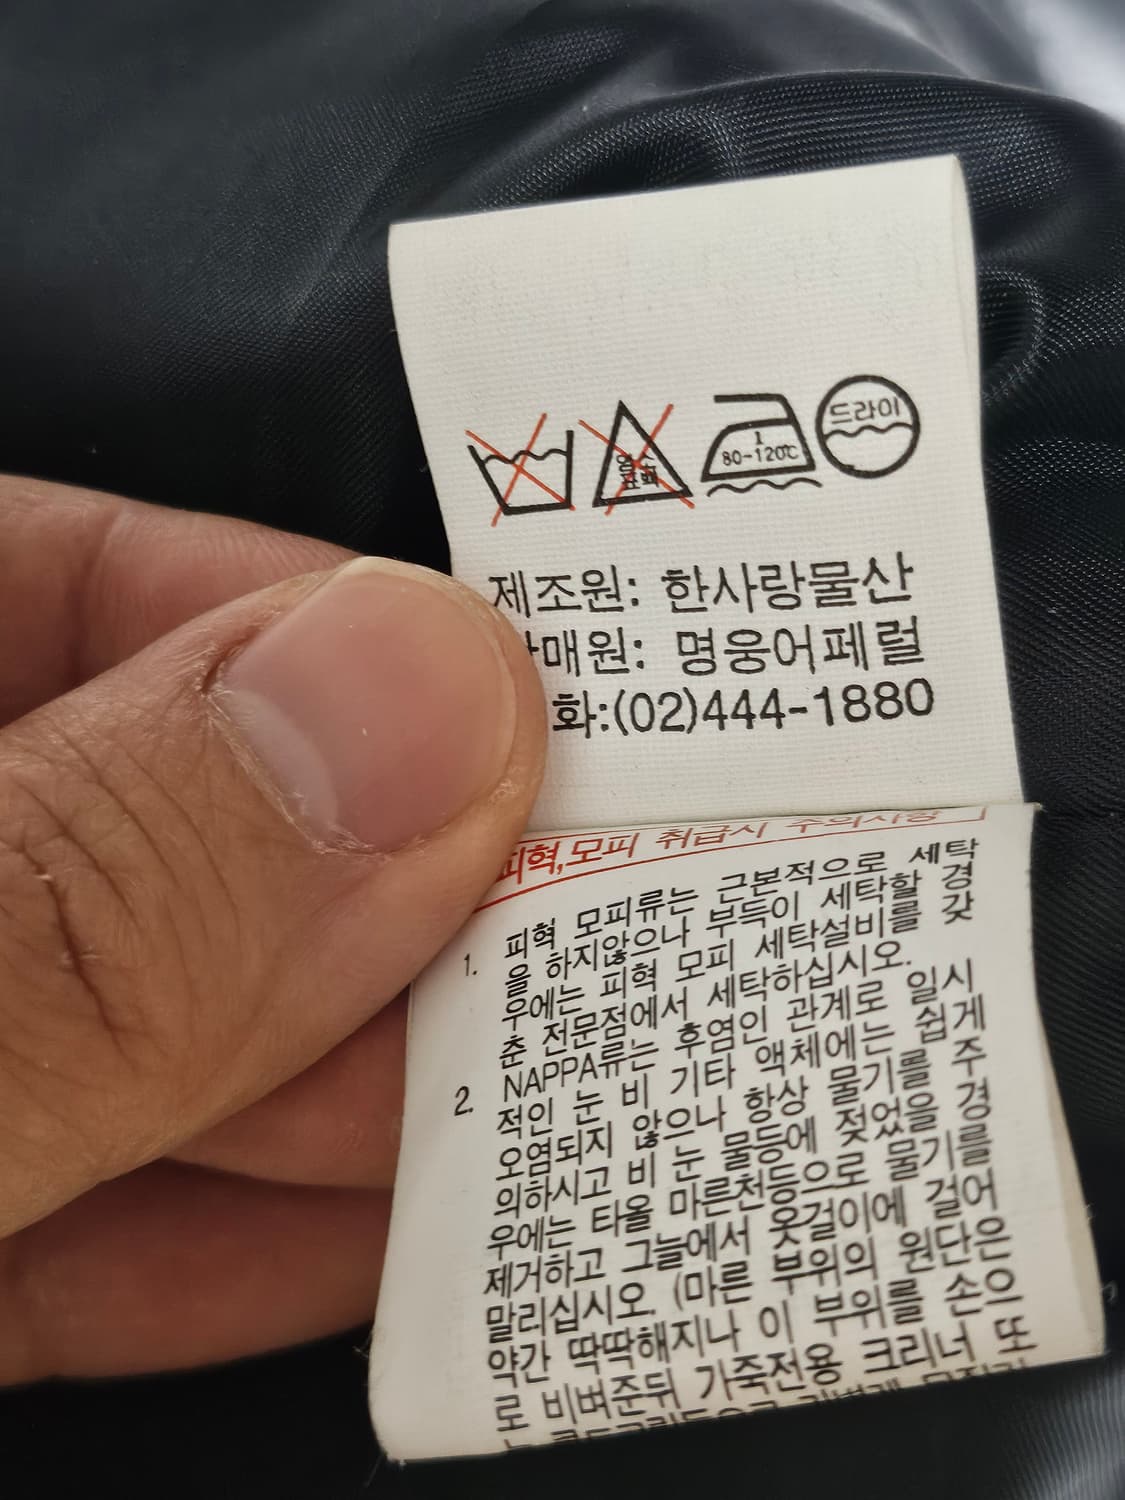 드라이
80-120℃
제조원: 한사랑물산
매원: 명웅어페럴
화:(02)444-1880
피혁,모피 취급시 주의사항
1. 피혁 모피류는 근본적으로 세탁
을 하지않으나 부득이 세탁할 경
우에는 피혁 모피 세탁설비를 갖
춘 전문점에서 세탁하십시오.
2. NAPPA류는 후염인 관계로 일시
적인 눈 비 기타 액체에는 쉽게
오염되지 않으나 항상 물기를 주
의하시고 비 눈 물등에 젖었을 경
우에는 타올 마른천등으로 물기를
제거하고 그늘에서 옷걸이에 걸어
말리십시오. (마른 부위의 원단은
약간 딱딱해지나 이 부위를 손으
로 비벼준뒤 가죽전용 크리너 또